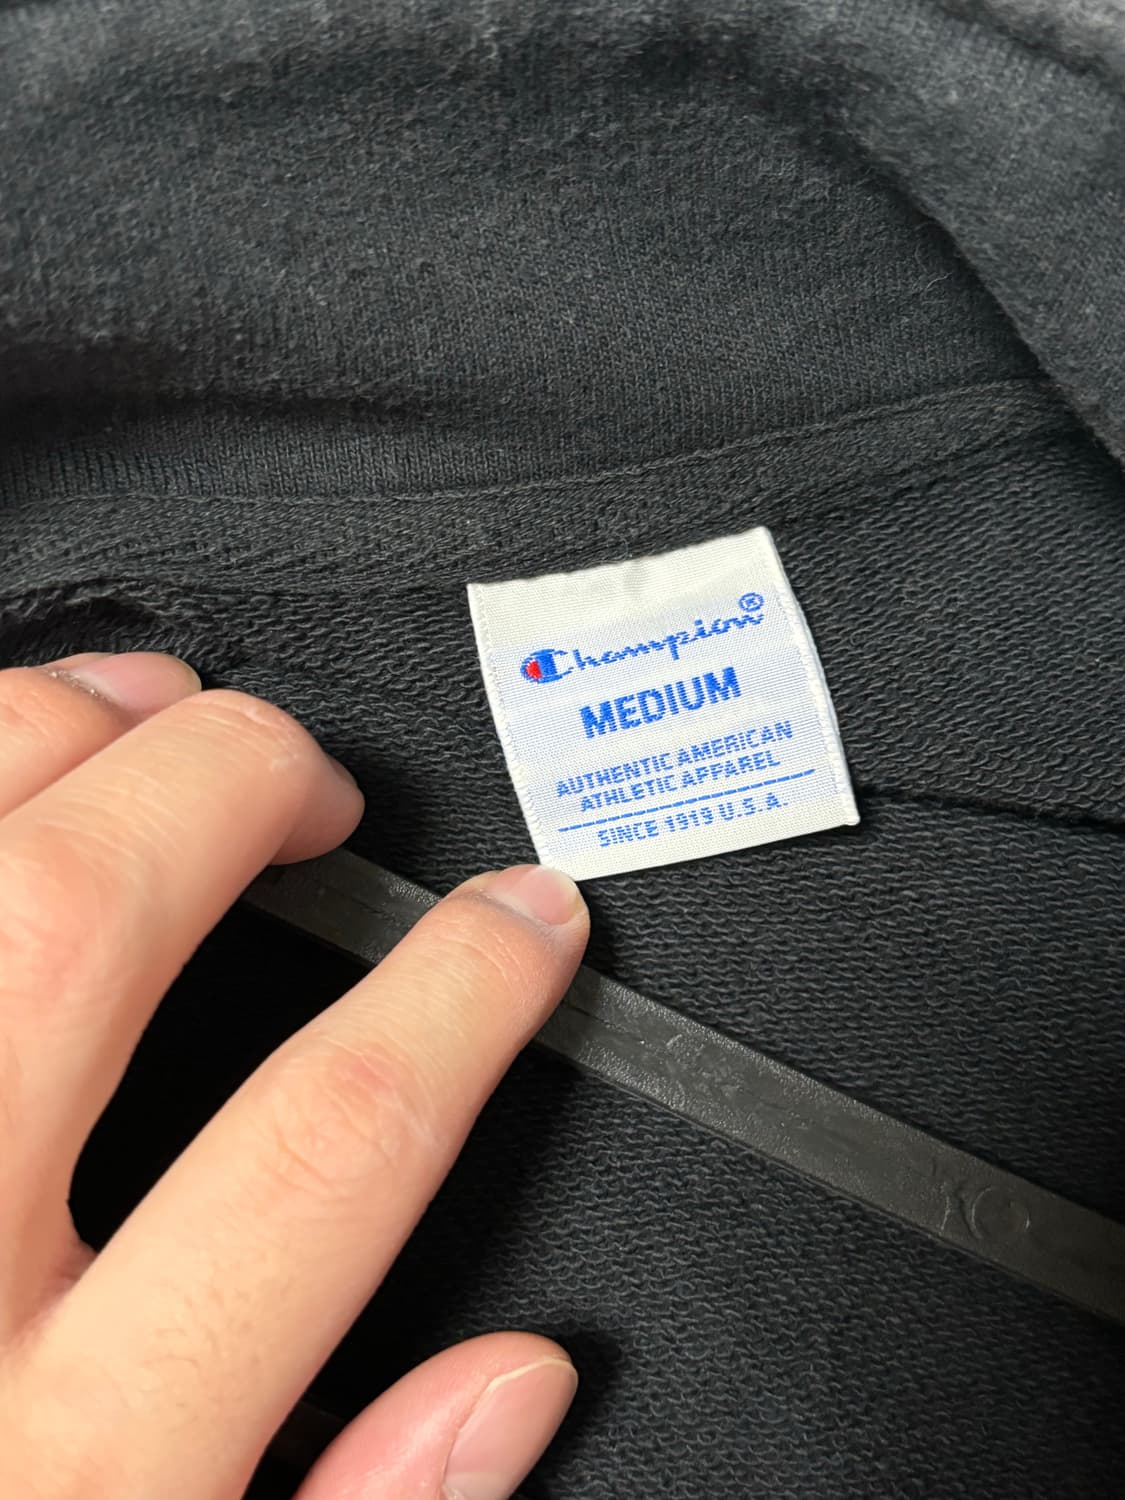 Champion®
MEDIUM
AUTHENTIC AMERICAN
ATHLETIC APPAREL
SINCE 1919 U.S.A.